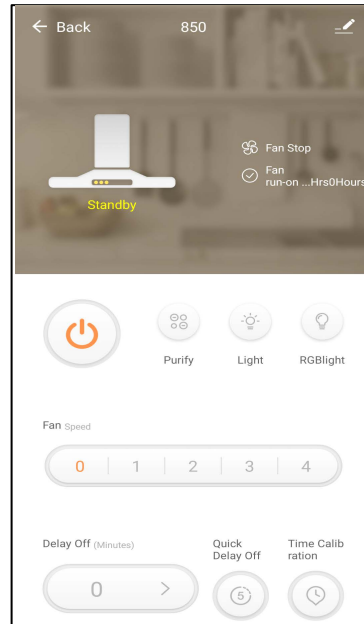 Back
850
Fan Stop
Fan
run-on ...Hrs0Hours
Standby
Purify
Light
RGBlight
Fan Speed
0 1 2 3 4
Delay Off (Minutes)
Quick
Delay Off
Time Calib
ration
0
5